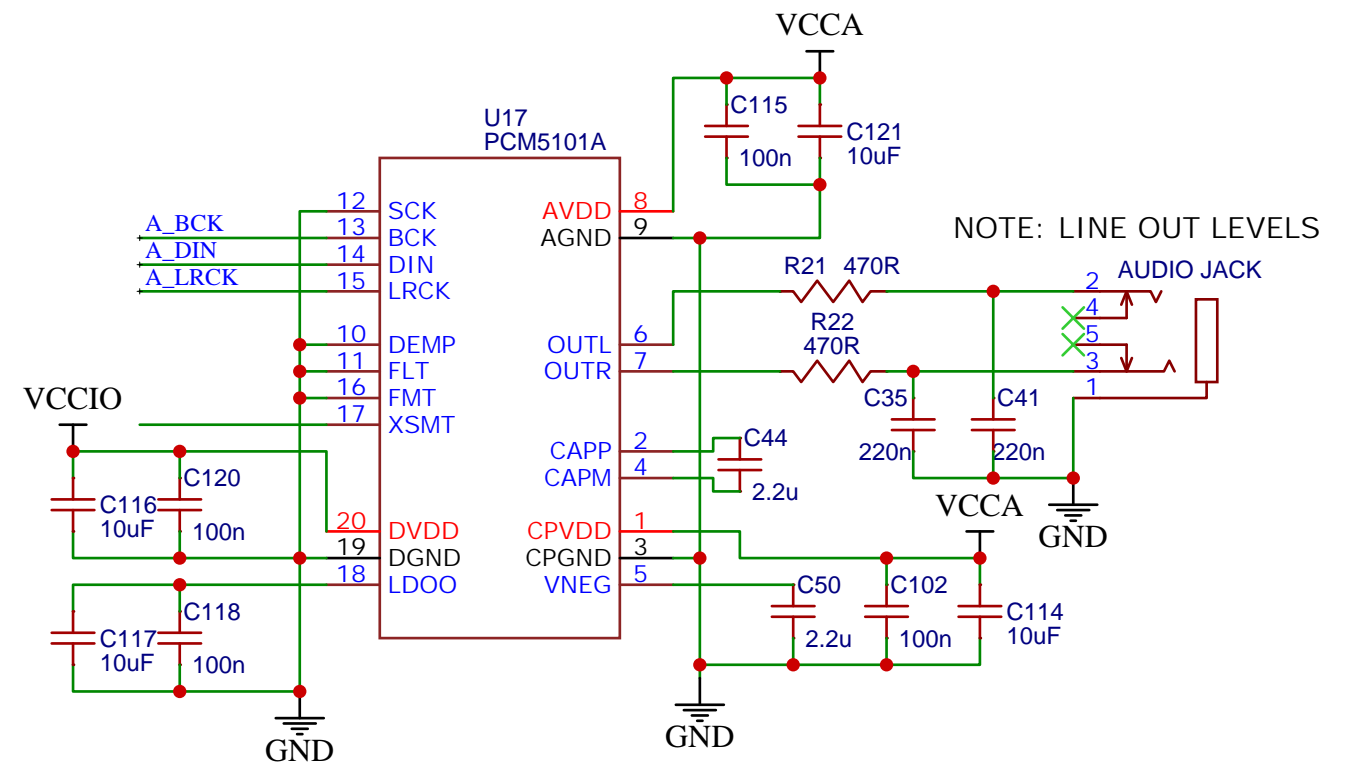 VCCA
C115
100n
C121
10uF
U17
PCM5101A
12 SCK
13 BCK
14 DIN
15 LRCK
10 DEMP
11 FLT
16 FMT
17 XSMT
20 DVDD
19 DGND
18 LDOO
AVDD 8
AGND 9
OUTL 6
OUTR 7
CAPP 2
CAPM 4
CPVDD 1
CPGND 3
VNEG 5
A_BCK
A_DIN
A_LRCK
NOTE: LINE OUT LEVELS
AUDIO JACK
R21 470R
R22
470R
2
4
5
3
1
C35
220n
C41
220n
GND
VCCIO
C120
100n
C116
10uF
C118
100n
C117
10uF
GND
C44
2.2u
VCCA
C50
2.2u
C102
100n
C114
10uF
GND